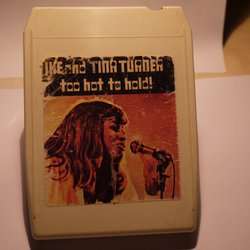 IKE and TINA TURNER
too hot to hold!